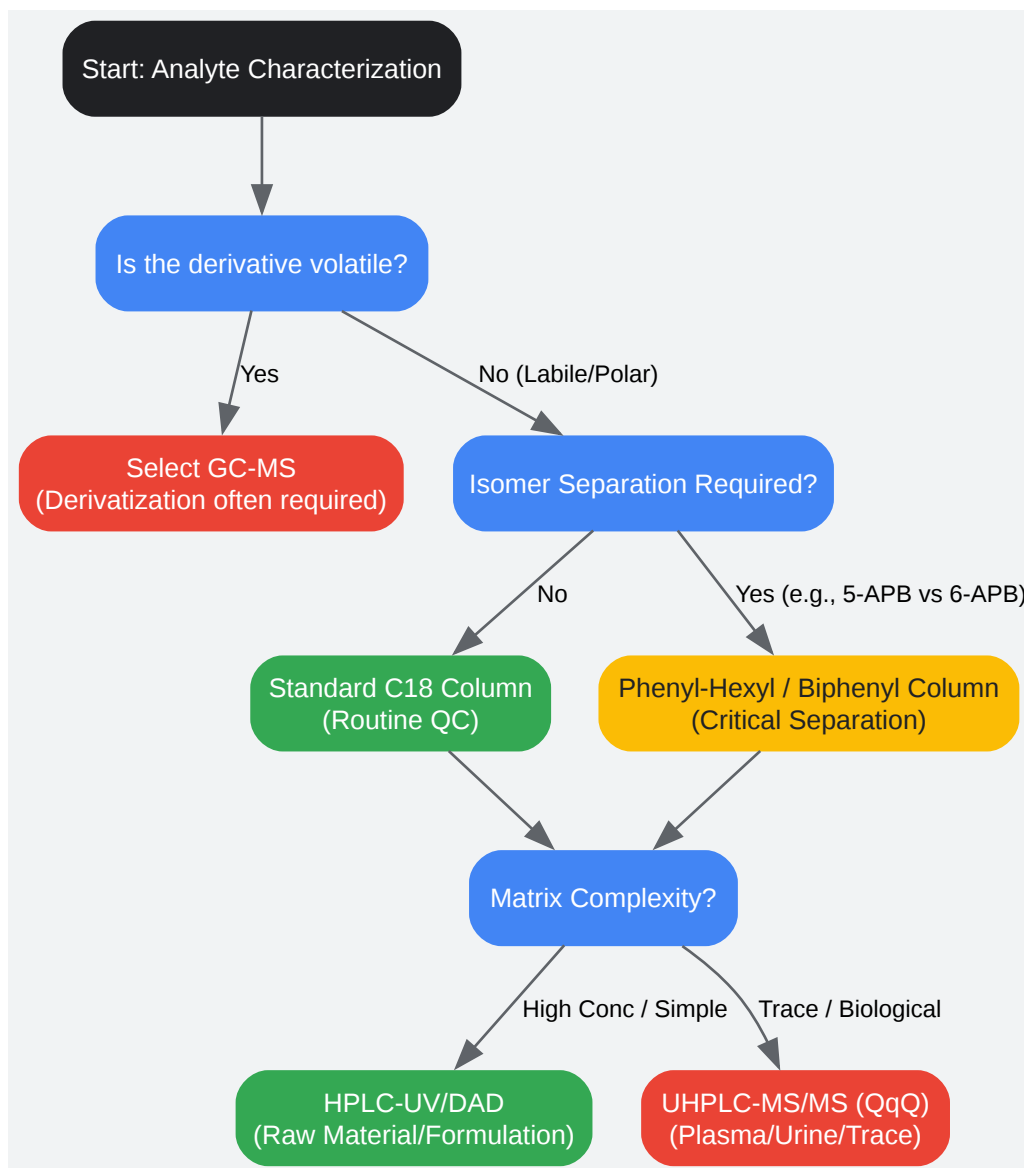 Start: Analyte Characterization
Is the derivative volatile?
Yes
No (Labile/Polar)
Select GC-MS
(Derivatization often required)
Isomer Separation Required?
No
Yes (e.g., 5-APB vs 6-APB)
Standard C18 Column
(Routine QC)
Phenyl-Hexyl / Biphenyl Column
(Critical Separation)
Matrix Complexity?
High Conc / Simple
Trace / Biological
HPLC-UV/DAD
(Raw Material/Formulation)
UHPLC-MS/MS (QqQ)
(Plasma/Urine/Trace)